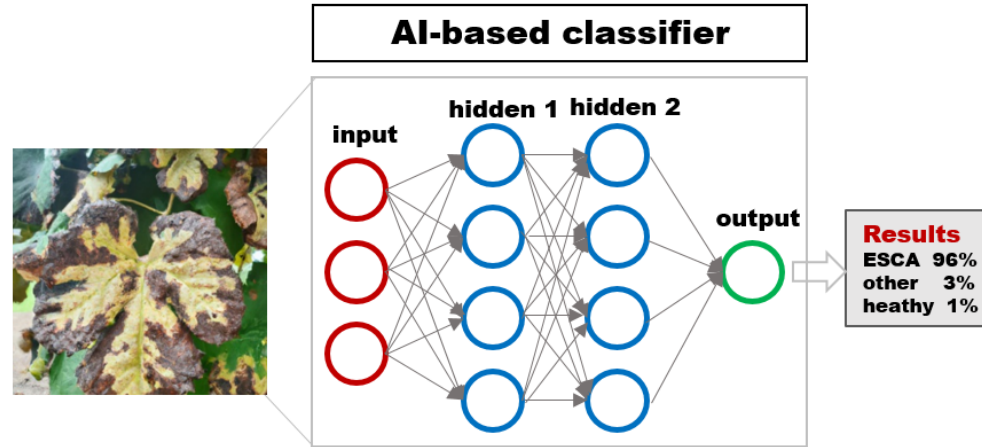 AI-based classifier
hidden 1
hidden 2
input
output
Results
ESCA 96%
other 3%
heathy 1%